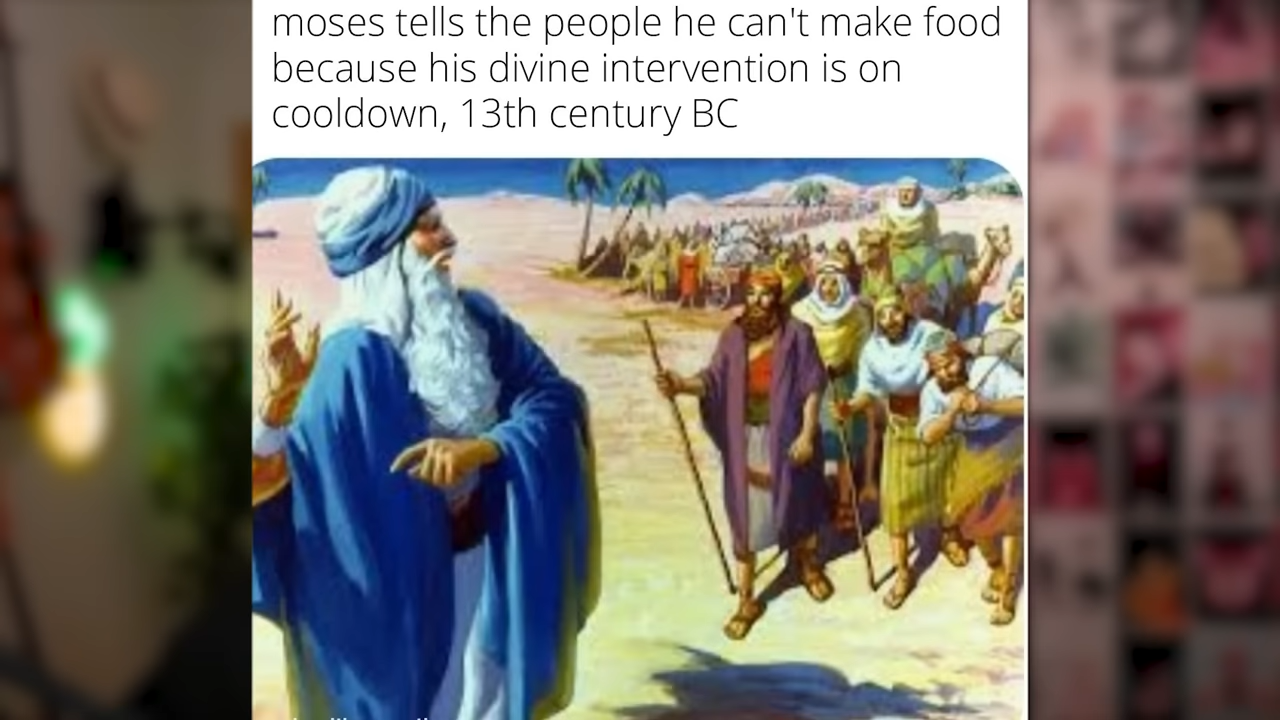 moses tells the people he can't make food
because his divine intervention is on
cooldown, 13th century BC